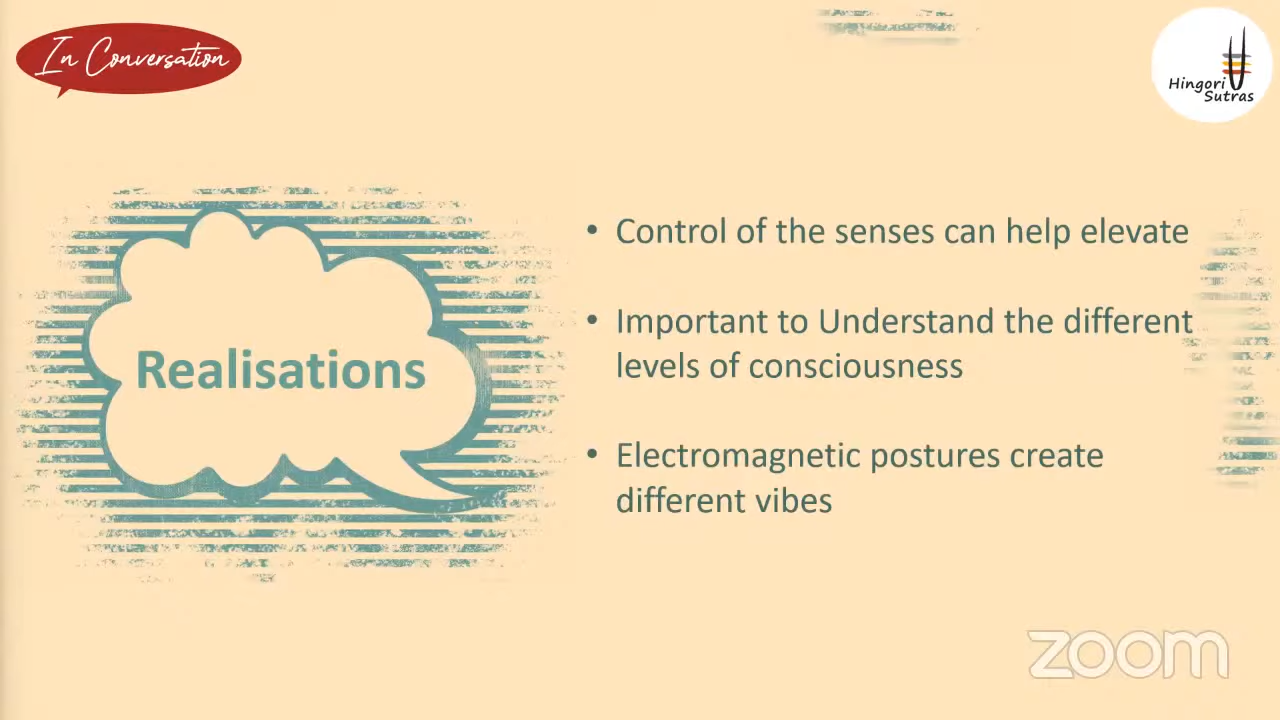 In Conversation
Hingori
Sutras
Realisations
• Control of the senses can help elevate
• Important to Understand the different
levels of consciousness
• Electromagnetic postures create
different vibes
zoom